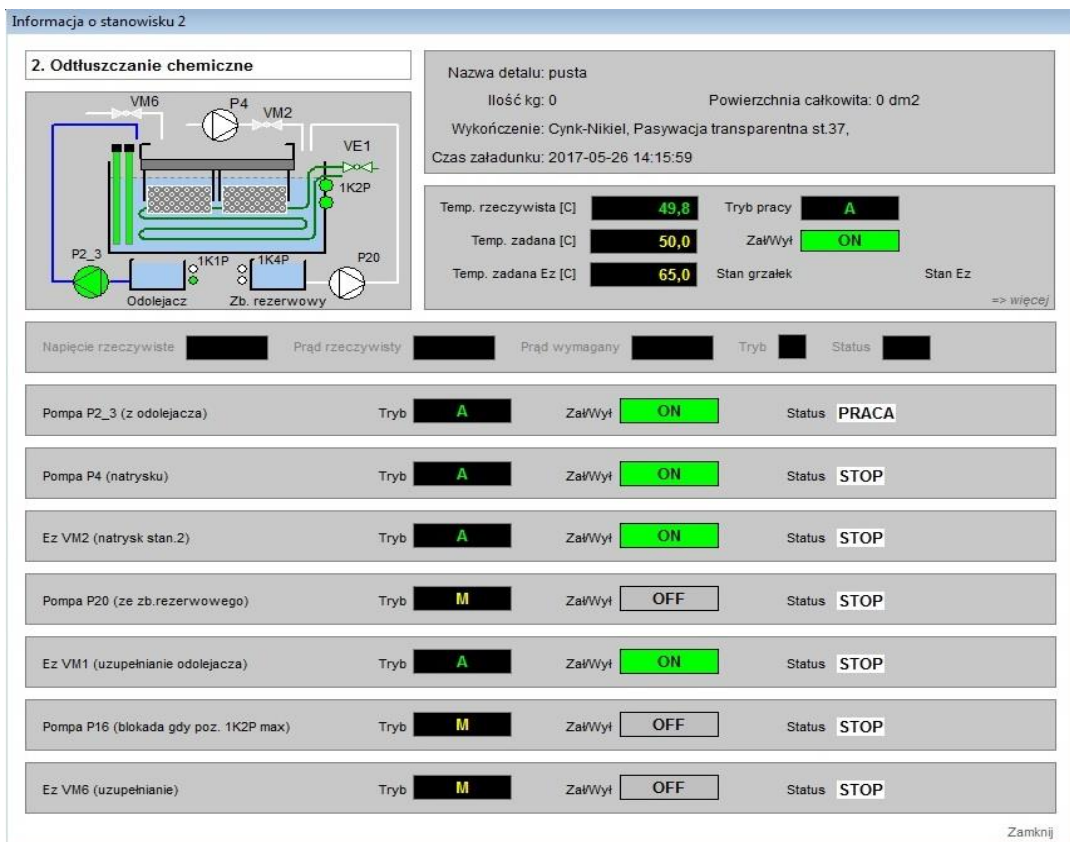 Informacja o stanowisku 2
2. Odtłuszczanie chemiczne
VM6
P4
VM2
VE1
1K2P
P2_3
1K1P
1K4P
P20
Odolejacz
Zb. rezerwowy
Nazwa detalu: pusta
Ilość kg: 0 Powierzchnia całkowita: 0 dm2
Wykończenie: Cynk-Nikiel, Pasywacja transparentna st.37,
Czas załadunku: 2017-05-26 14:15:59
Temp. rzeczywista [C] 49,8 Tryb pracy A
Temp. zadana [C] 50,0 Zał/Wył ON
Temp. zadana Ez [C] 65,0 Stan grzałek Stan Ez
=> więcej
Napięcie rzeczywiste Prąd rzeczywisty Prąd wymagany Tryb Status
Pompa P2_3 (z odolejacza) Tryb A Zał/Wył ON Status PRACA
Pompa P4 (natrysku) Tryb A Zał/Wył ON Status STOP
Ez VM2 (natrysk stan.2) Tryb A Zał/Wył ON Status STOP
Pompa P20 (ze zb.rezerwowego) Tryb M Zał/Wył OFF Status STOP
Ez VM1 (uzupełnianie odolejacza) Tryb A Zał/Wył ON Status STOP
Pompa P16 (blokada gdy poz. 1K2P max) Tryb M Zał/Wył OFF Status STOP
Ez VM6 (uzupełnianie) Tryb M Zał/Wył OFF Status STOP
Zamknij